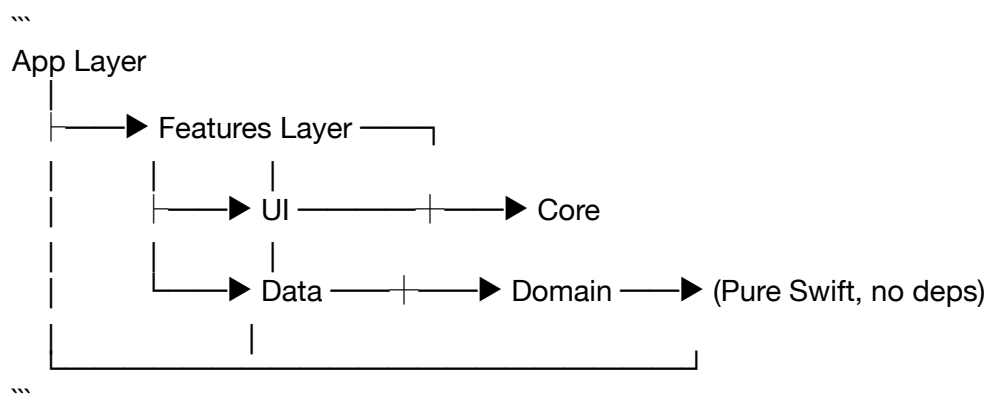 ```
App Layer
Features Layer
UI Core
Data Domain (Pure Swift, no deps)
```